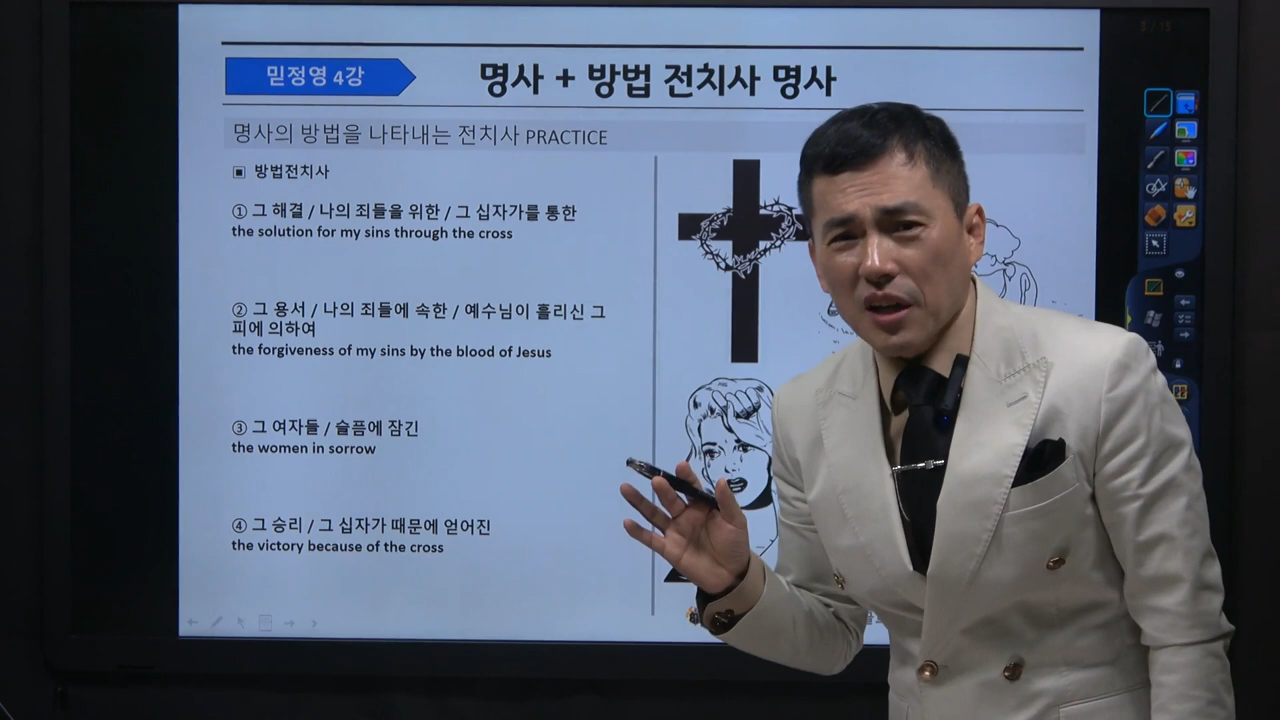 믿정영 4강
명사 + 방법 전치사 명사
명사의 방법을 나타내는 전치사 PRACTICE
▣ 방법전치사
① 그 해결 / 나의 죄들을 위한 / 그 십자가를 통한
the solution for my sins through the cross
② 그 용서 / 나의 죄들에 속한 / 예수님이 흘리신 그
피에 의하여
the forgiveness of my sins by the blood of Jesus
③ 그 여자들 / 슬픔에 잠긴
the women in sorrow
④ 그 승리 / 그 십자가 때문에 얻어진
the victory because of the cross